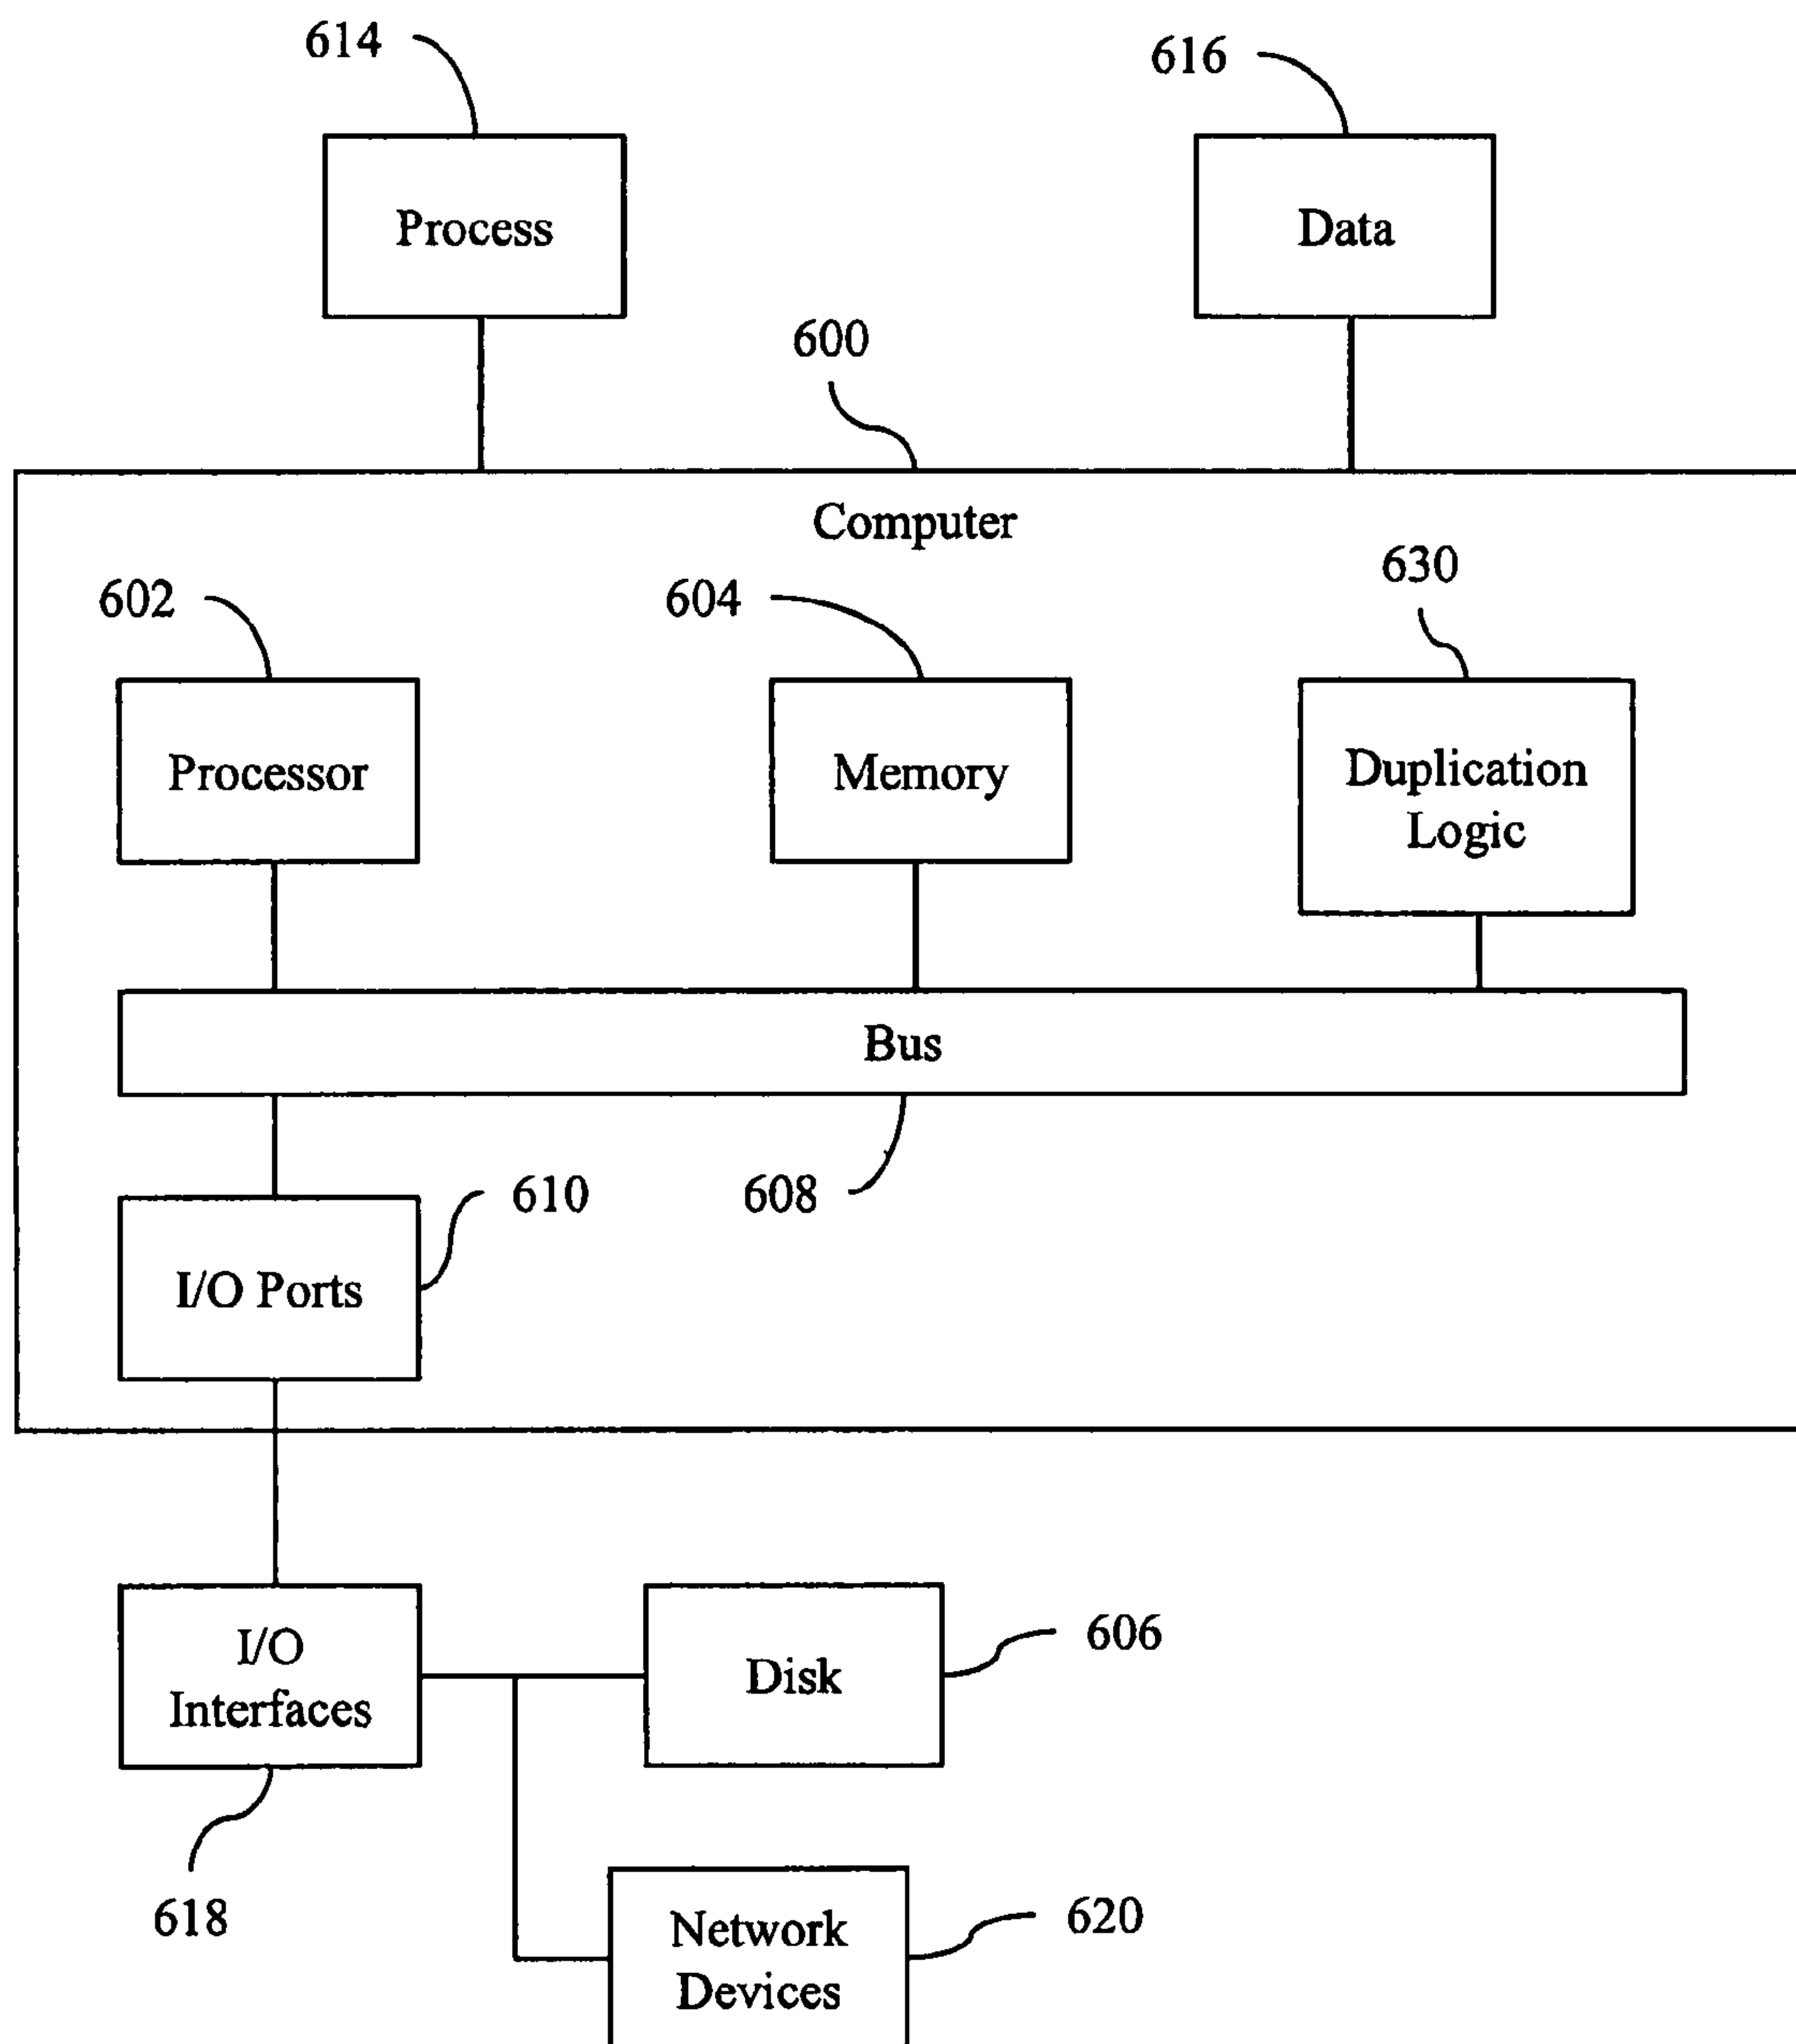 614
616
Process
Data
600
Computer
602
604
630
Processor
Memory
Duplication
Logic
Bus
610
608
I/O Ports
I/O
Interfaces
Disk
606
618
Network
Devices
620